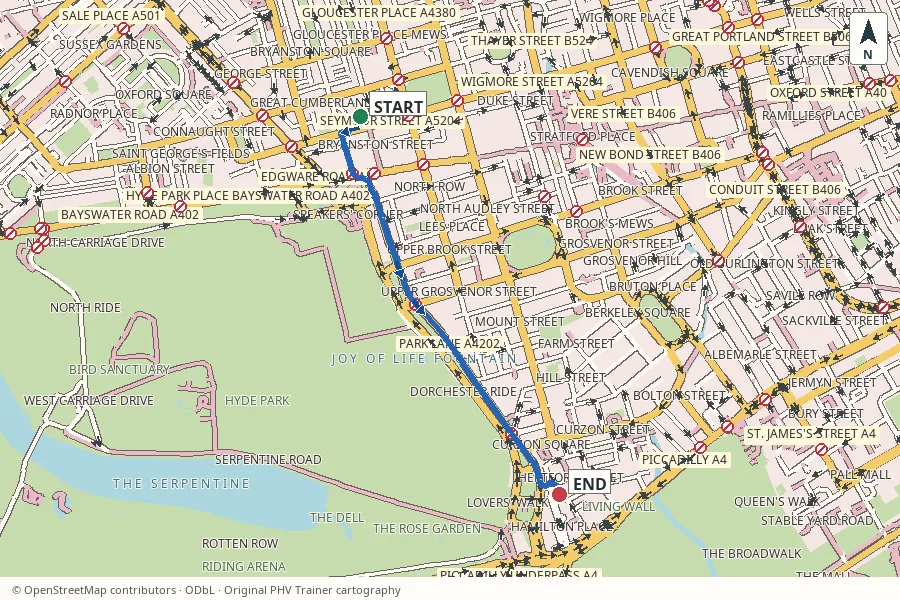 SALE PLACE A501
GLOUCESTER PLACE A4380
WIGMORE PLACE
WELLS STREET
SUSSEX GARDENS
THAYER STREET B524
GREAT PORTLAND STREET B506
BRYANSTON SQUARE
EASTCASTLE ST
N
GEORGE STREET
CAVENDISH SQUARE
WIGMORE STREET A5204
OXFORD SQUARE
GREAT CUMBERLAN
DUKE STREET
OXFORD STREET A40
START
RADNOR PLACE
VERE STREET B406
RAMILLIES PLACE
CONNAUGHT STREET
BRYANSTON STREET
SAINT GEORGE'S FIELDS
NEW BOND STREET B406
ALBION STREET
EDGWARE ROA
NORTH ROW
BROOK STREET
CONDUIT STREET B406
HYDE PARK PLACE BAYSWATER ROAD A402
BAYSWATER ROAD A402
SPEAKERS' CORNER
NORTH AUDLEY STREET
KINGLY STREET
LEES PLACE
BROOK'S MEWS
OAK STREET
NORTH CARRIAGE DRIVE
UPPER BROOK STREET
GROSVENOR STREET
GROSVENOR HILL
OLD BURLINGTON STREET
UPPER GROSVENOR STREET
BRUTON PLACE
SAVILE ROW
NORTH RIDE
BERKELEY SQUARE
MOUNT STREET
SACKVILLE STREET
PARK LANE A4202
FARM STREET
JOY OF LIFE FOUNTAIN
ALBEMARLE STREET
BIRD SANCTUARY
HILL STREET
JERMYN STREET
DORCHESTER RIDE
BOLTON STREET
WEST CARRIAGE DRIVE
HYDE PARK
BURY STREET
CURZON STREET
ST. JAMES'S STREET A4
CURZON SQUARE
SERPENTINE ROAD
PICCADILLY A4
PALL MALL
THE SERPENTINE
END
LOVERS' WALK
LIVING WALL
QUEEN'S WALK
THE DELL
THE ROSE GARDEN
HAMILTON PLACE
STABLE YARD ROAD
ROTTEN ROW
THE BROADWALK
RIDING ARENA
PICCADILLY UNDERPASS A4
THE MALL
© OpenStreetMap contributors · ODbL · Original PHV Trainer cartography